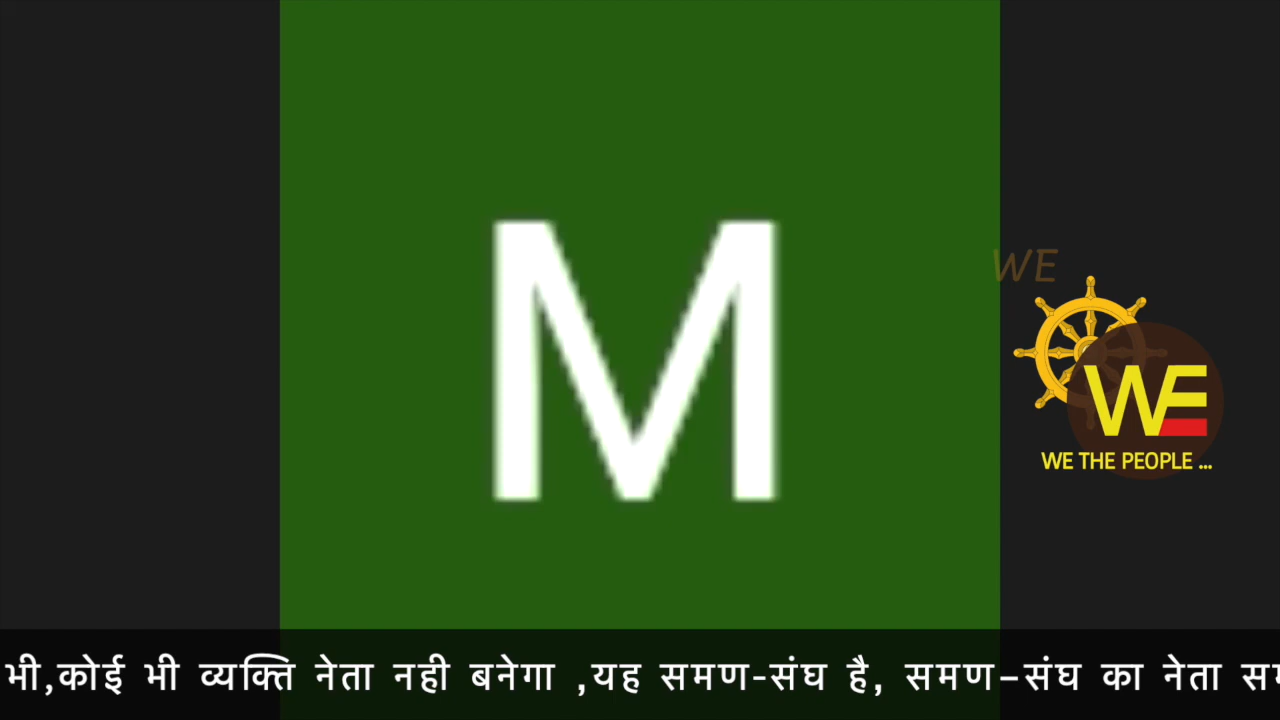 M
WE
WE
WE THE PEOPLE ...
भी,कोई भी व्यक्ति नेता नही बनेगा ,यह समण-संघ है, समण–संघ का नेता